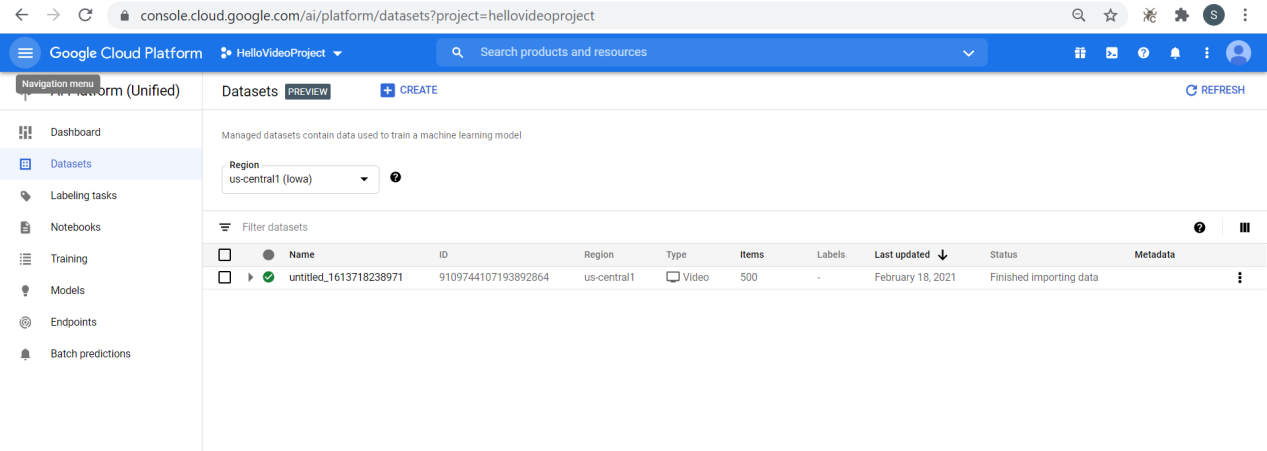 console.cloud.google.com/ai/platform/datasets?project=hellovideoproject
S
Google Cloud Platform HelloVideoProject Search products and resources
Navigation menu
AI Platform (Unified) Datasets PREVIEW CREATE REFRESH
Dashboard
Managed datasets contain data used to train a machine learning model
Datasets
Region
us-central1 (Iowa)
Labeling tasks
Notebooks
Filter datasets
Training
Name ID Region Type Items Labels Last updated Status Metadata
untitled_1613718238971 9109744107193892864 us-central1 Video 500 - February 18, 2021 Finished importing data
Models
Endpoints
Batch predictions